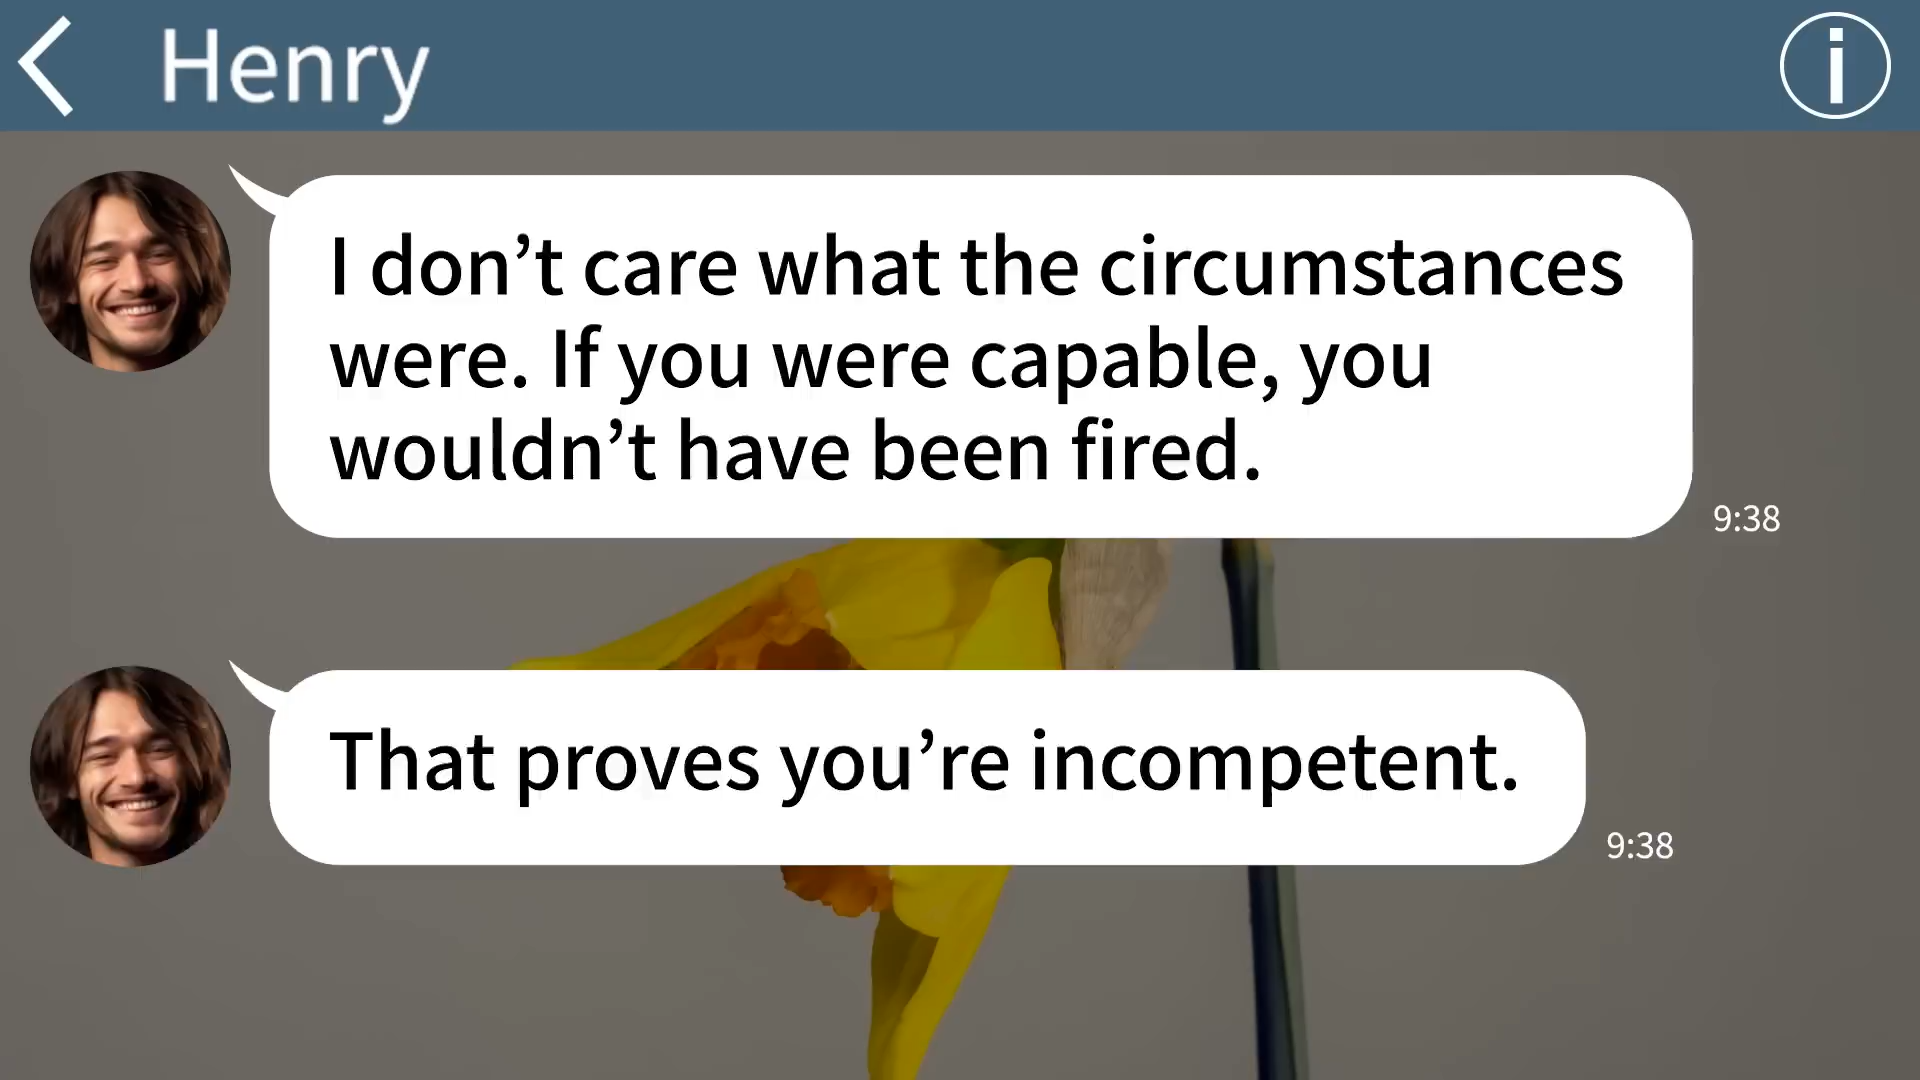 Henry
I don’t care what the circumstances
were. If you were capable, you
wouldn’t have been fired.
9:38
That proves you’re incompetent.
9:38